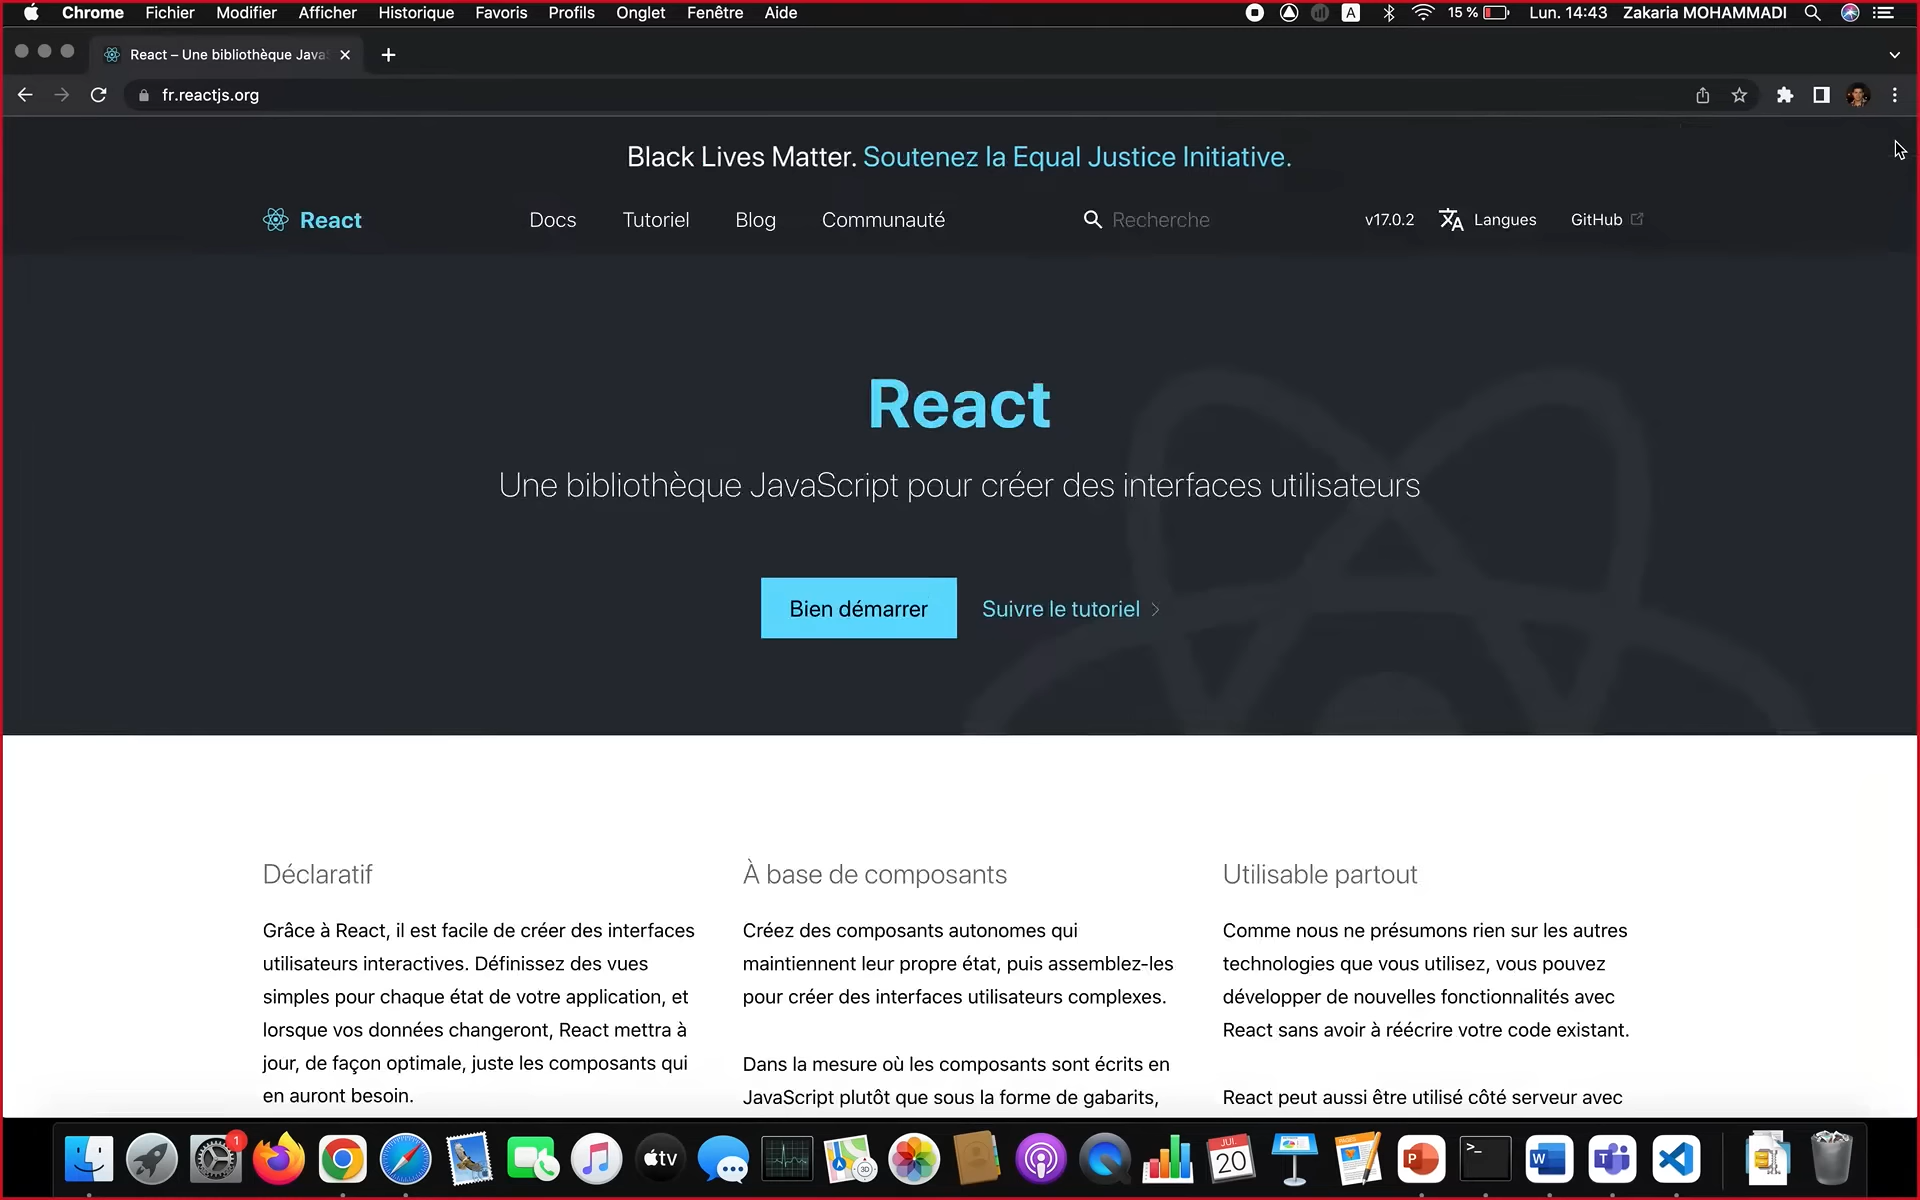 Chrome Fichier Modifier Afficher Historique Favoris Profils Onglet Fenêtre Aide A 15 % Lun. 14:43 Zakaria MOHAMMADI
React – Une bibliothèque Java
fr.reactjs.org
Black Lives Matter. Soutenez la Equal Justice Initiative.
React Docs Tutoriel Blog Communauté Recherche v17.0.2 Langues GitHub
React
Une bibliothèque JavaScript pour créer des interfaces utilisateurs
Bien démarrer Suivre le tutoriel
Déclaratif
Grâce à React, il est facile de créer des interfaces
utilisateurs interactives. Définissez des vues
simples pour chaque état de votre application, et
lorsque vos données changeront, React mettra à
jour, de façon optimale, juste les composants qui
en auront besoin.
À base de composants
Créez des composants autonomes qui
maintiennent leur propre état, puis assemblez-les
pour créer des interfaces utilisateurs complexes.
Dans la mesure où les composants sont écrits en
JavaScript plutôt que sous la forme de gabarits,
Utilisable partout
Comme nous ne présumons rien sur les autres
technologies que vous utilisez, vous pouvez
développer de nouvelles fonctionnalités avec
React sans avoir à réécrire votre code existant.
React peut aussi être utilisé côté serveur avec
1 tv 3D JUIL. 20 PAGES P >_ W T